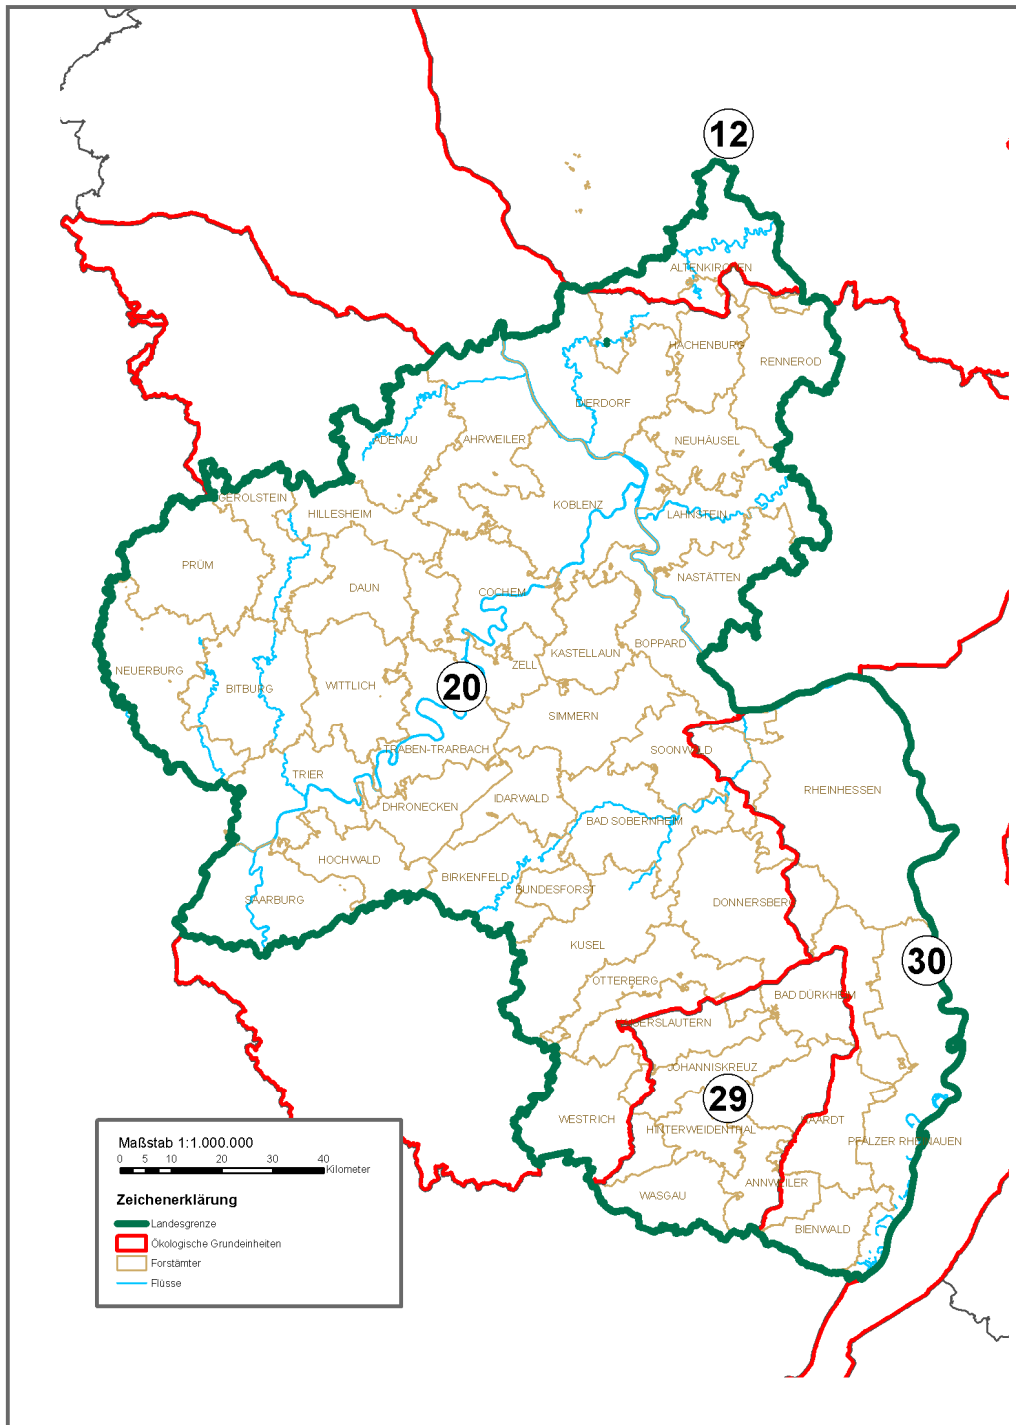 12
ALTENKIRCHEN
HACHENBURG
RENNEROD
DIERDORF
ADENAU
AHRWEILER
NEUHÄUSEL
GEROLSTEIN
HILLESHEIM
KOBLENZ
LAHNSTEIN
PRÜM
DAUN
COCHEM
NASTÄTTEN
NEUERBURG
BITBURG
WITTLICH
ZELL
KASTELLAUN
BOPPARD
20
SIMMERN
TRABEN-TRARBACH
SOONWALD
TRIER
DHRONECKEN
IDARWALD
RHEINHESSEN
BAD SOBERNHEIM
HOCHWALD
BIRKENFELD
BUNDESFORST
SAARBURG
DONNERSBERG
KUSEL
30
OTTERBERG
BAD DÜRKHEIM
KAISERSLAUTERN
JOHANNISKREUZ
29
WESTRICH
HINTERWEIDENTHAL
HAARDT
PFÄLZER RHEINAUEN
WASGAU
ANNWEILER
BIENWALD
Maßstab 1:1.000.000
0 5 10 20 30 40
Kilometer
Zeichenerklärung
Landesgrenze
Ökologische Grundeinheiten
Forstämter
Flüsse